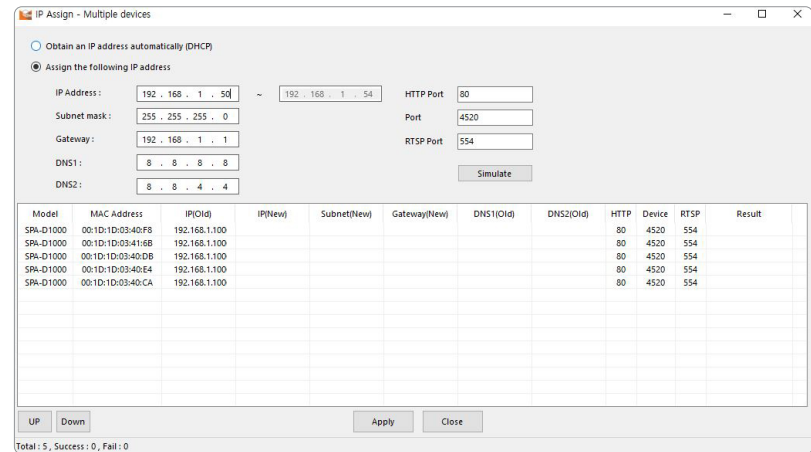 IP Assign - Multiple devices
Obtain an IP address automatically (DHCP)
Assign the following IP address
IP Address : 192 . 168 . 1 . 50 ~ 192 . 168 . 1 . 54 HTTP Port 80
Subnet mask : 255 . 255 . 255 . 0 Port 4520
Gateway : 192 . 168 . 1 . 1 RTSP Port 554
DNS1 : 8 . 8 . 8 . 8
Simulate
DNS2 : 8 . 8 . 4 . 4
Model MAC Address IP(Old) IP(New) Subnet(New) Gateway(New) DNS1(Old) DNS2(Old) HTTP Device RTSP Result
SPA-D1000 00:1D:1D:03:40:F8 192.168.1.100 80 4520 554
SPA-D1000 00:1D:1D:03:41:6B 192.168.1.100 80 4520 554
SPA-D1000 00:1D:1D:03:40:DB 192.168.1.100 80 4520 554
SPA-D1000 00:1D:1D:03:40:E4 192.168.1.100 80 4520 554
SPA-D1000 00:1D:1D:03:40:CA 192.168.1.100 80 4520 554
UP Down Apply Close
Total : 5 , Success : 0 , Fail : 0